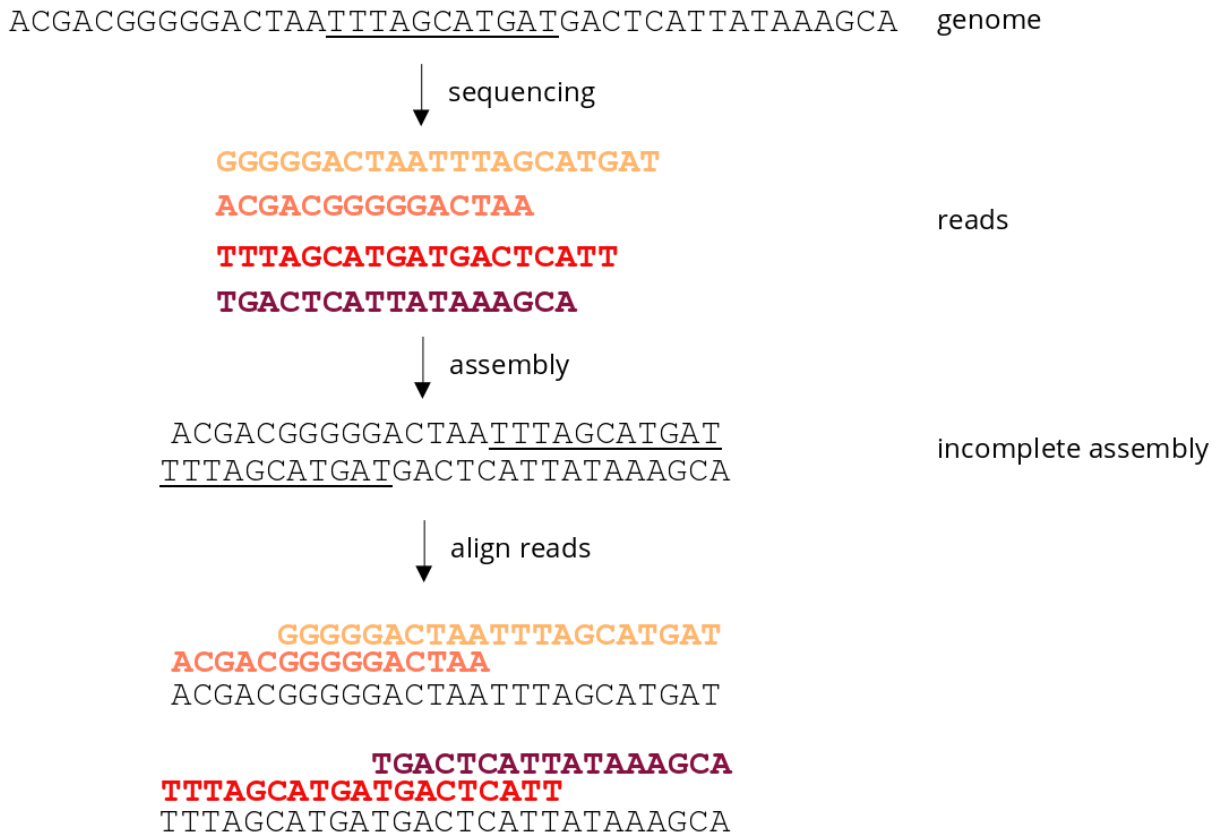 ACGACGGGGGACTAATTTAGCATGATGACTCATTATAAAGCA genome
sequencing
GGGGGACTAATTTAGCATGAT
ACGACGGGGGACTAA
reads
TTTAGCATGATGACTCATT
TGACTCATTATAAAGCA
assembly
ACGACGGGGGACTAATTTAGCATGAT
incomplete assembly
TTTAGCATGATGACTCATTATAAAGCA
align reads
GGGGGACTAATTTAGCATGAT
ACGACGGGGGACTAA
ACGACGGGGGACTAATTTAGCATGAT
TGACTCATTATAAAGCA
TTTAGCATGATGACTCATT
TTTAGCATGATGACTCATTATAAAGCA